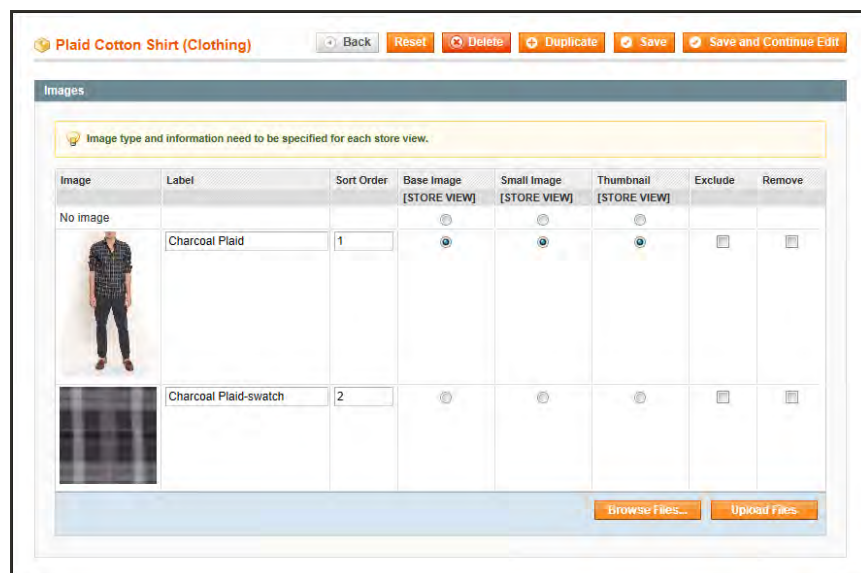 Plaid Cotton Shirt (Clothing) Back Reset Delete Duplicate Save Save and Continue Edit
Images
Image type and information need to be specified for each store view.
Image Label Sort Order Base Image Small Image Thumbnail Exclude Remove
[STORE VIEW] [STORE VIEW] [STORE VIEW]
No image
Charcoal Plaid 1
Charcoal Plaid-swatch 2
Browse Files... Upload Files